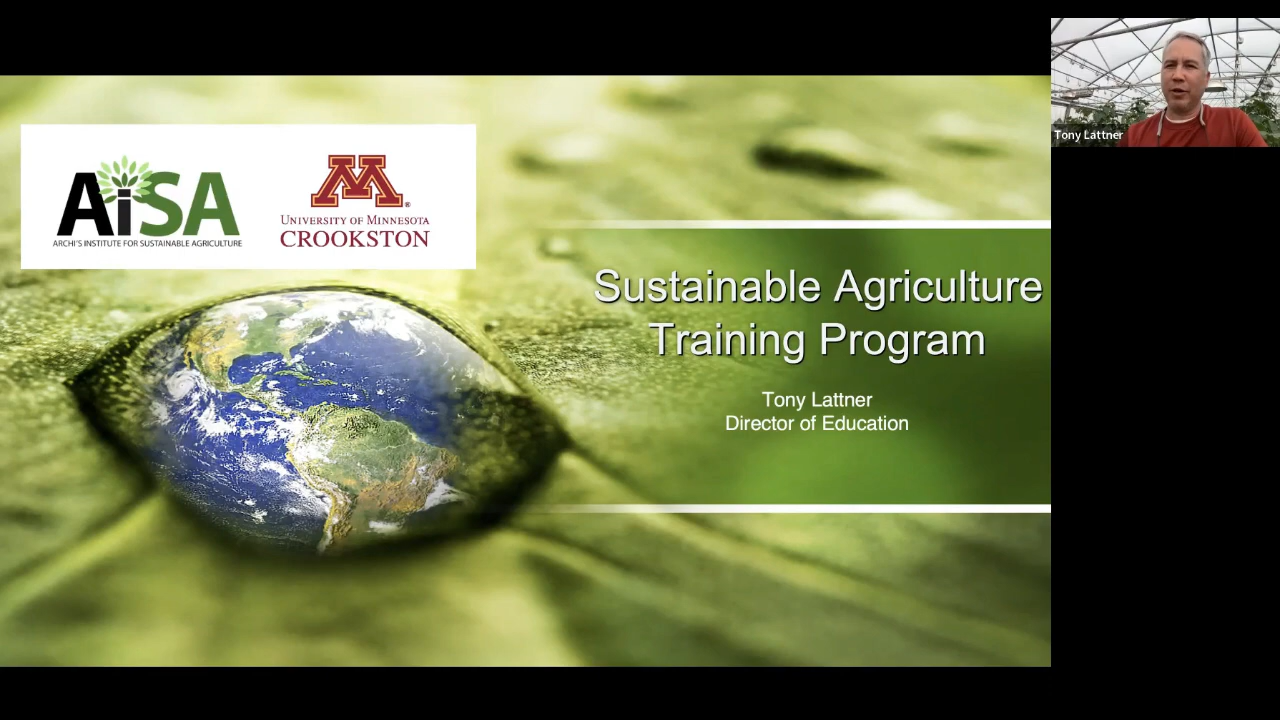 AiSA
ARCHI'S INSTITUTE FOR SUSTAINABLE AGRICULTURE
M®
UNIVERSITY OF MINNESOTA
CROOKSTON
Sustainable Agriculture
Training Program
Tony Lattner
Director of Education
Tony Lattner